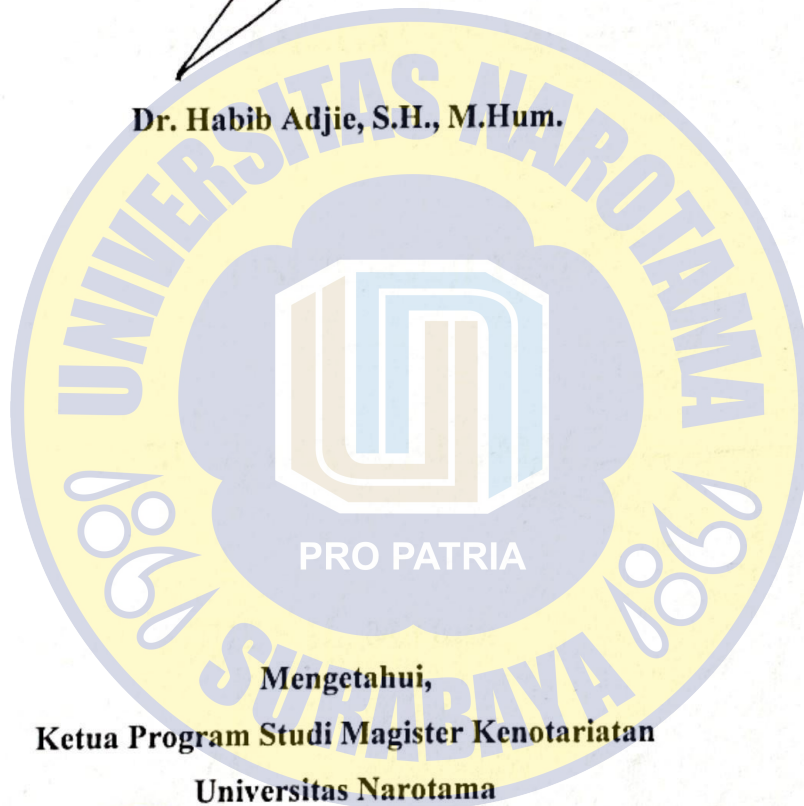 Dr. Habib Adjie, S.H., M.Hum.
UNIVERSITAS NAROTAMA
PRO PATRIA
SURABAYA
Mengetahui,
Ketua Program Studi Magister Kenotariatan
Universitas Narotama